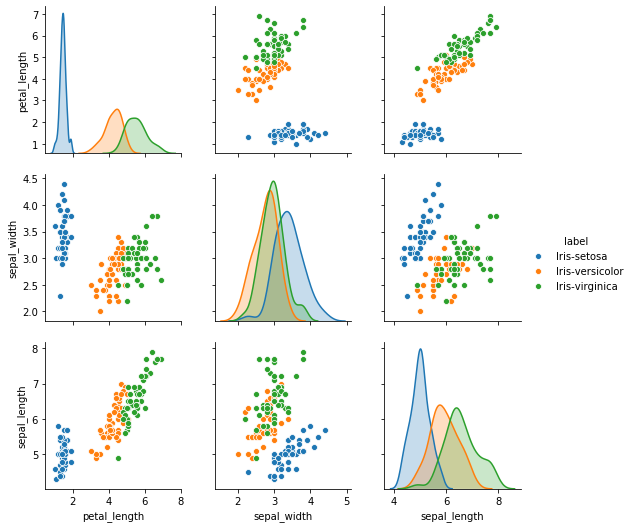 7
6
5
4
3
2
1
petal_length
4.5
4.0
3.5
3.0
2.5
2.0
sepal_width
label
Iris-setosa
Iris-versicolor
Iris-virginica
8
7
6
5
sepal_length
2 4 6 8
petal_length
2 3 4 5
sepal_width
4 6 8
sepal_length